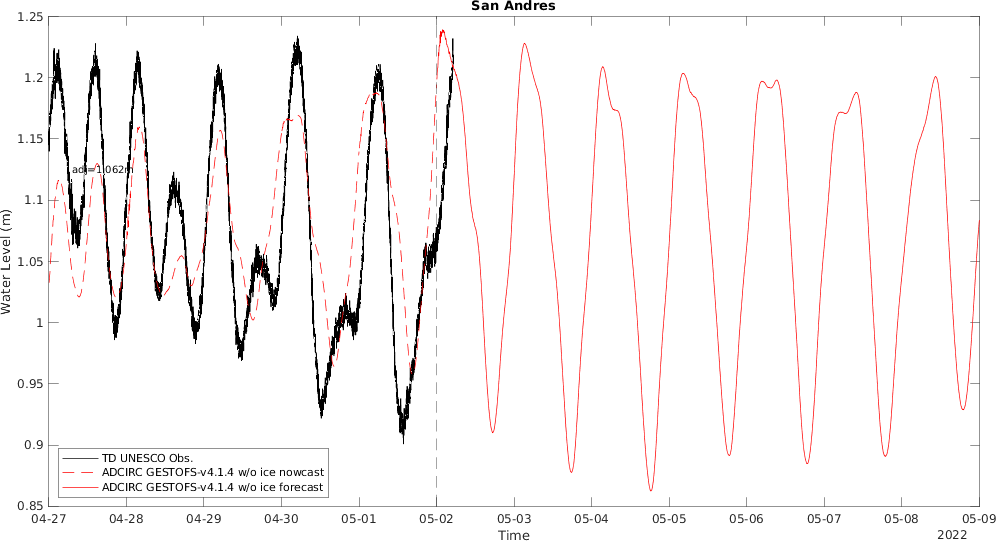 San Andres
1.25
1.2
1.15
1.1
1.05
1
0.95
0.9
0.85
Water Level (m)
adj=1.062m
TD UNESCO Obs.
ADCIRC GESTOFS-v4.1.4 w/o ice nowcast
ADCIRC GESTOFS-v4.1.4 w/o ice forecast
04-27 04-28 04-29 04-30 05-01 05-02 05-03 05-04 05-05 05-06 05-07 05-08 05-09
Time
2022